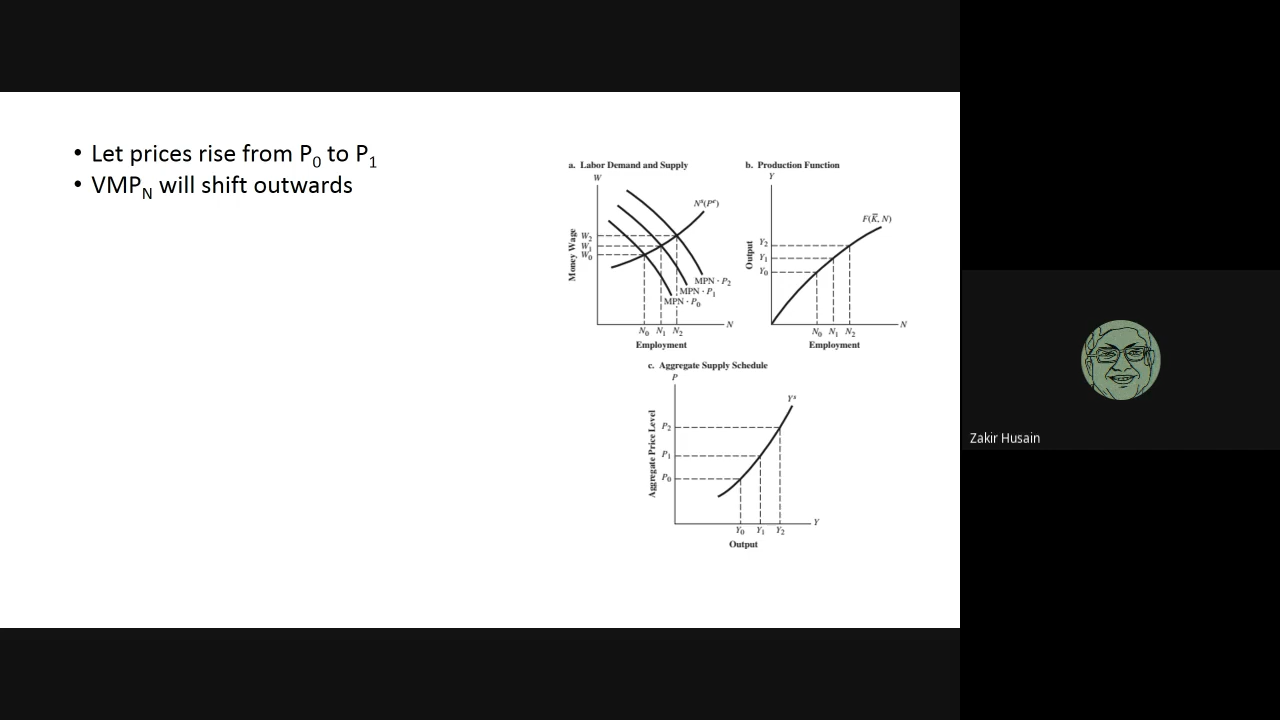 • Let prices rise from P₀ to P₁
• VMP_N will shift outwards
a. Labor Demand and Supply
W
Money Wage
W₂
W₁
W₀
Nˢ(Pᵉ)
MPN · P₂
MPN · P₁
MPN · P₀
N₀ N₁ N₂
N
Employment
b. Production Function
Y
Output
Y₂
Y₁
Y₀
F(K̅, N)
N₀ N₁ N₂
N
Employment
c. Aggregate Supply Schedule
P
Aggregate Price Level
P₂
P₁
P₀
Yˢ
Y₀ Y₁ Y₂
Y
Output
Zakir Husain